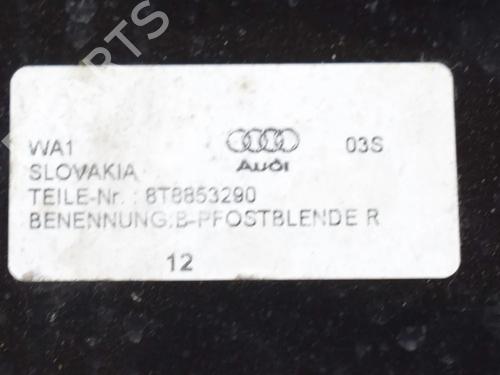 WA1 03S
Audi
SLOVAKIA
TEILE-Nr. : 8T8853290
BENENNUNG:B-PFOSTBLENDE R
12